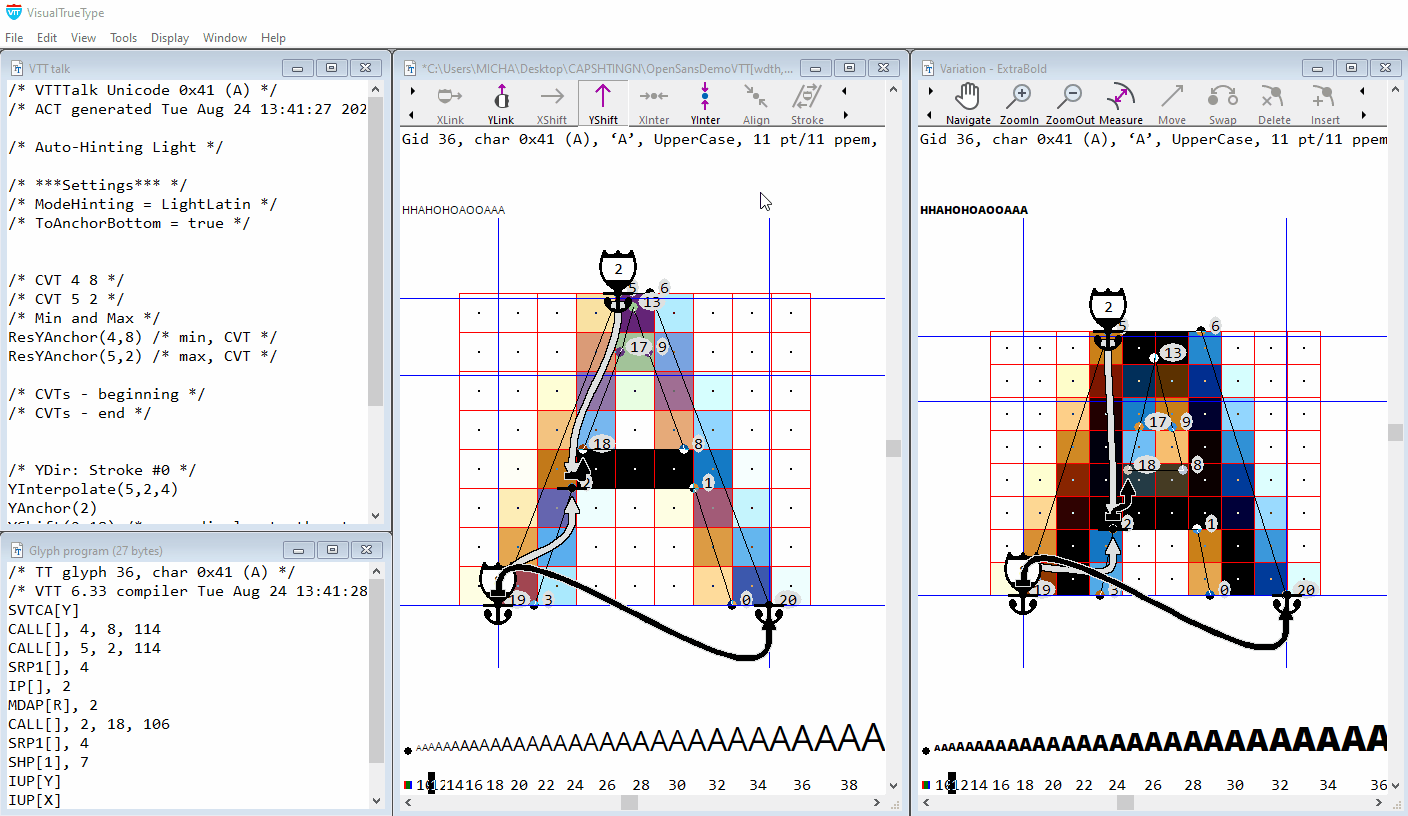 VisualTrueType
File Edit View Tools Display Window Help
VTT talk
/* VTTTalk Unicode 0x41 (A) */
/* ACT generated Tue Aug 24 13:41:27 202
/* Auto-Hinting Light */
/* ***Settings*** */
/* ModeHinting = LightLatin */
/* ToAnchorBottom = true */
/* CVT 4 8 */
/* CVT 5 2 */
/* Min and Max */
ResYAnchor(4,8) /* min, CVT */
ResYAnchor(5,2) /* max, CVT */
/* CVTs - beginning */
/* CVTs - end */
/* YDir: Stroke #0 */
YInterpolate(5,2,4)
YAnchor(2)
Glyph program (27 bytes)
/* TT glyph 36, char 0x41 (A) */
/* VTT 6.33 compiler Tue Aug 24 13:41:28
SVTCA[Y]
CALL[], 4, 8, 114
CALL[], 5, 2, 114
SRP1[], 4
IP[], 2
MDAP[R], 2
CALL[], 2, 18, 106
SRP1[], 4
SHP[1], 7
IUP[Y]
IUP[X]
*C:\Users\MICHA\Desktop\CAPSHTINGN\OpenSansDemoVTT[wdth,...
XLink YLink XShift YShift XInter YInter Align Stroke
Gid 36, char 0x41 (A), ‘A’, UpperCase, 11 pt/11 ppem,
HHAHOHOAOOAAA
2
5 6
13
17 9
18 8
2 1
19 3 0 20
AAAAAAAAAAAAAAAAAAAAAAAAAAAAA
14 16 18 20 22 24 26 28 30 32 34 36 38
Variation - ExtraBold
Navigate ZoomIn ZoomOut Measure Move Swap Delete Insert
Gid 36, char 0x41 (A), ‘A’, UpperCase, 11 pt/11 ppem
HHAHOHOAOOAAA
2
5 6
13
17 9
18 8
2 1
19 3 0 20
AAAAAAAAAAAAAAAAAAAAAAAAAAA
12 14 16 18 20 22 24 26 28 30 32 34 36